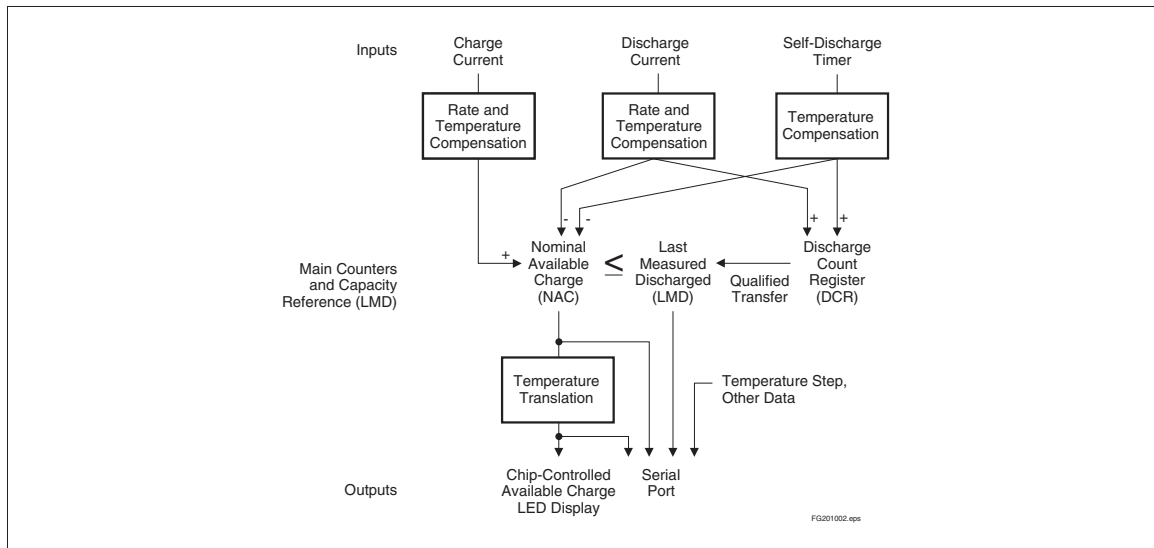 Inputs
Charge
Current
Discharge
Current
Self-Discharge
Timer
Rate and
Temperature
Compensation
Rate and
Temperature
Compensation
Temperature
Compensation
-
-
+
+
+
Main Counters
and Capacity
Reference (LMD)
Nominal
Available
Charge
(NAC)
≤
Last
Measured
Discharged
(LMD)
Qualified
Transfer
Discharge
Count
Register
(DCR)
Temperature
Translation
Temperature Step,
Other Data
Outputs
Chip-Controlled
Available Charge
LED Display
Serial
Port
FG201002.eps